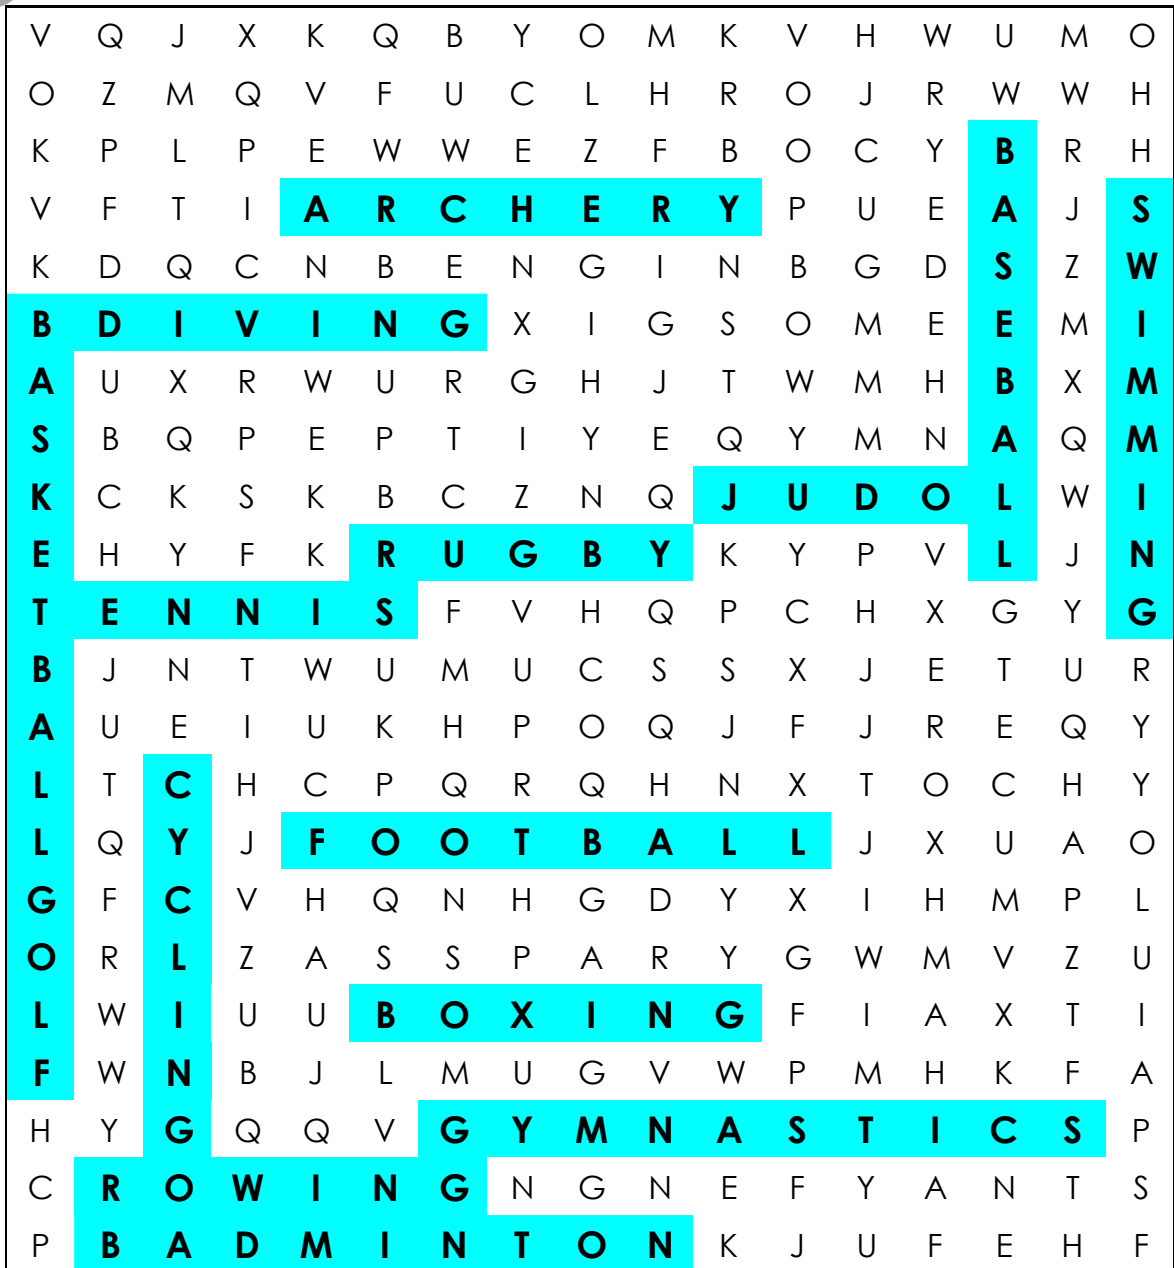 V Q J X K Q B Y O M K V H W U M O
O Z M Q V F U C L H R O J R W W H
K P L P E W W E Z F B O C Y B R H
V F T I A R C H E R Y P U E A J S
K D Q C N B E N G I N B G D S Z W
B D I V I N G X I G S O M E E M I
A U X R W U R G H J T W M H B X M
S B Q P E P T I Y E Q Y M N A Q M
K C K S K B C Z N Q J U D O L W I
E H Y F K R U G B Y K Y P V L J N
T E N N I S F V H Q P C H X G Y G
B J N T W U M U C S S X J E T U R
A U E I U K H P O Q J F J R E Q Y
L T C H C P Q R Q H N X T O C H Y
L Q Y J F O O T B A L L J X U A O
G F C V H Q N H G D Y X I H M P L
O R L Z A S S P A R Y G W M V Z U
L W I U U B O X I N G F I A X T I
F W N B J L M U G V W P M H K F A
H Y G Q Q V G Y M N A S T I C S P
C R O W I N G N G N E F Y A N T S
P B A D M I N T O N K J U F E H F